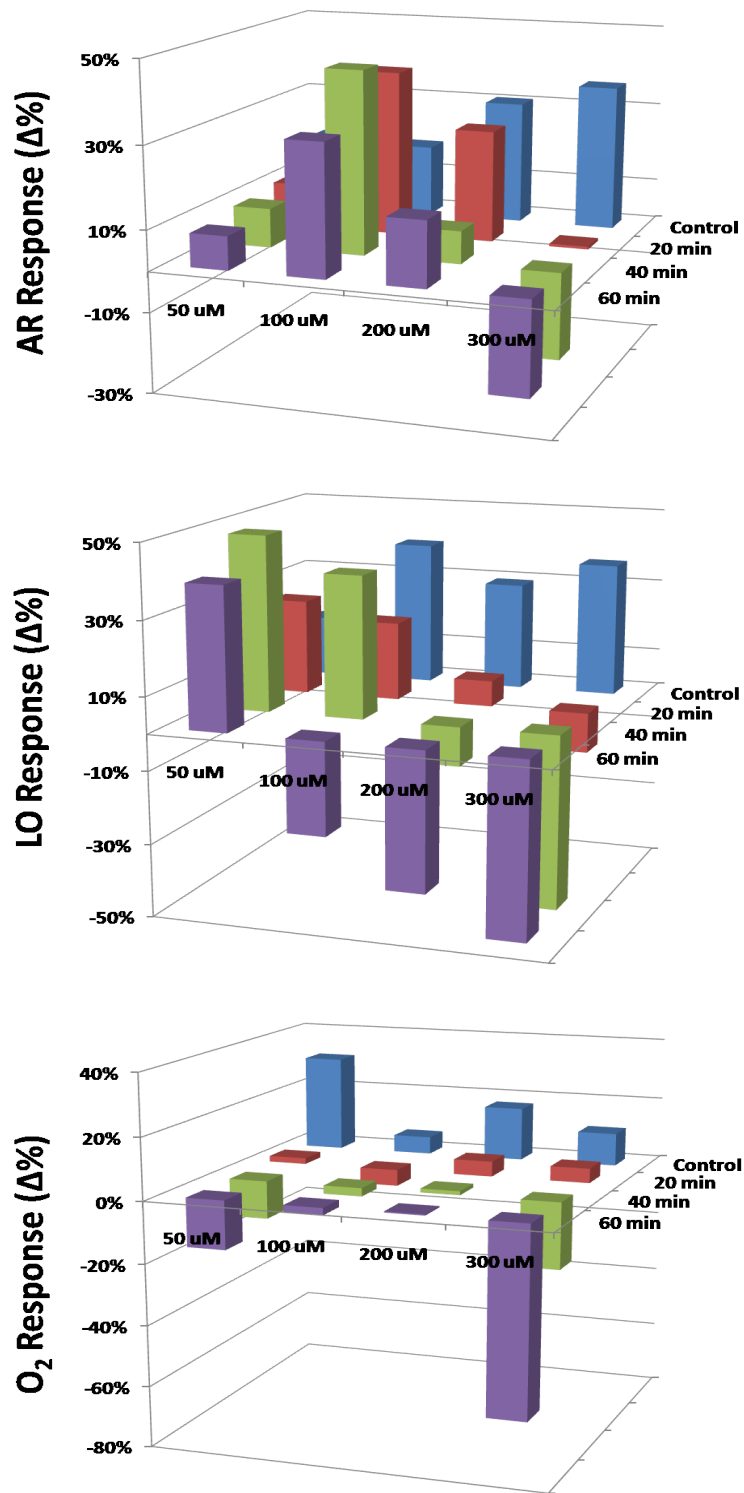 AR Response (Δ%)
50%
30%
10%
-10%
-30%
50 uM
100 uM
200 uM
300 uM
Control
20 min
40 min
60 min
LO Response (Δ%)
50%
30%
10%
-10%
-30%
-50%
50 uM
100 uM
200 uM
300 uM
Control
20 min
40 min
60 min
O₂ Response (Δ%)
40%
20%
0%
-20%
-40%
-60%
-80%
50 uM
100 uM
200 uM
300 uM
Control
20 min
40 min
60 min